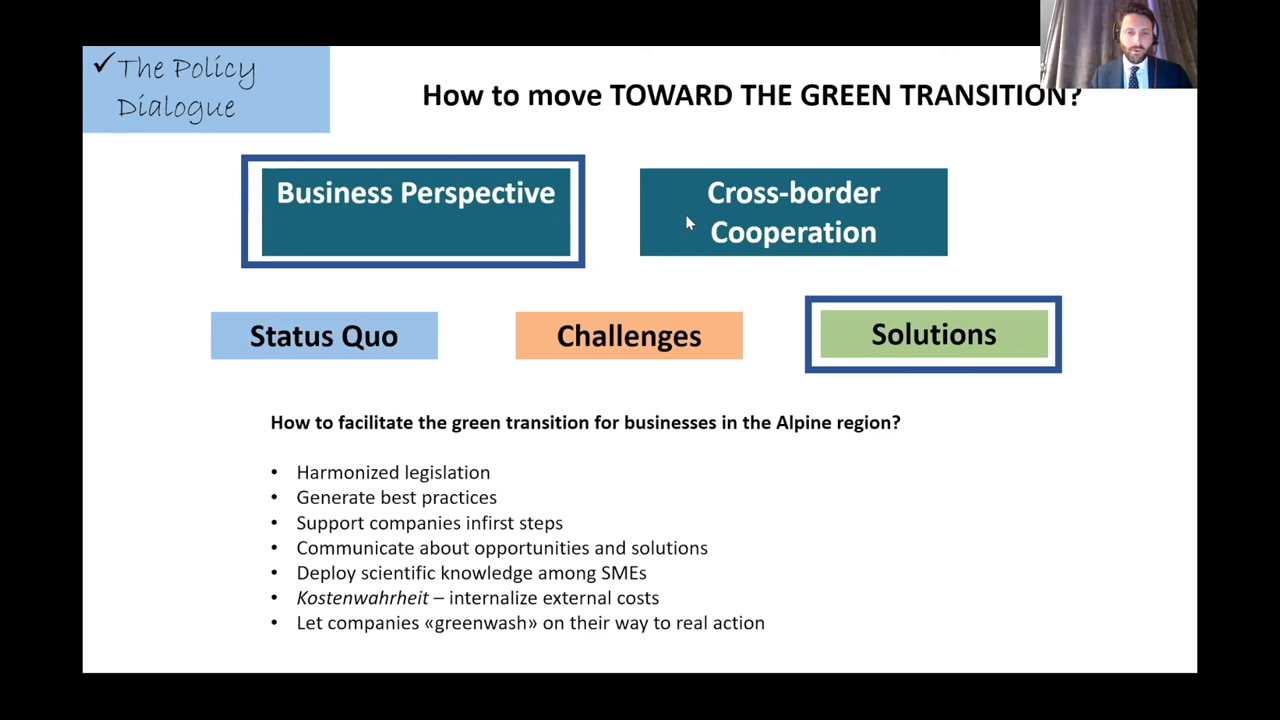 The Policy
Dialogue
How to move TOWARD THE GREEN TRANSITION?
Business Perspective
Cross-border
Cooperation
Status Quo
Challenges
Solutions
How to facilitate the green transition for businesses in the Alpine region?
• Harmonized legislation
• Generate best practices
• Support companies infirst steps
• Communicate about opportunities and solutions
• Deploy scientific knowledge among SMEs
• Kostenwahrheit – internalize external costs
• Let companies «greenwash» on their way to real action